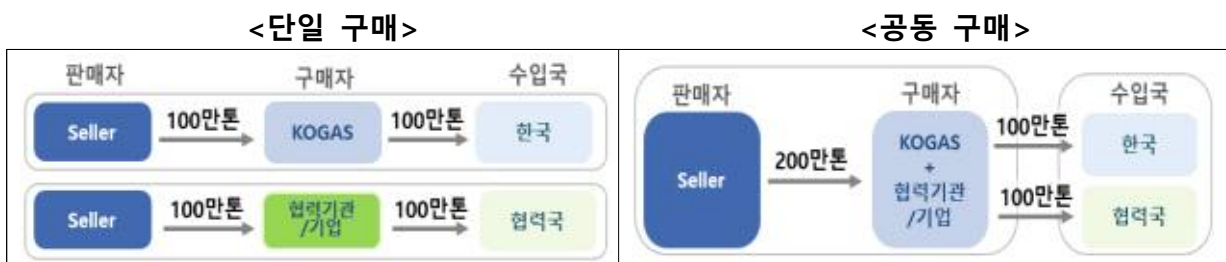 <단일 구매>
판매자 구매자 수입국
Seller 100만톤 KOGAS 100만톤 한국
Seller 100만톤 협력기관
/기업 100만톤 협력국
<공동 구매>
판매자 구매자 수입국
Seller 200만톤 KOGAS
+
협력기관
/기업
100만톤 한국
100만톤 협력국